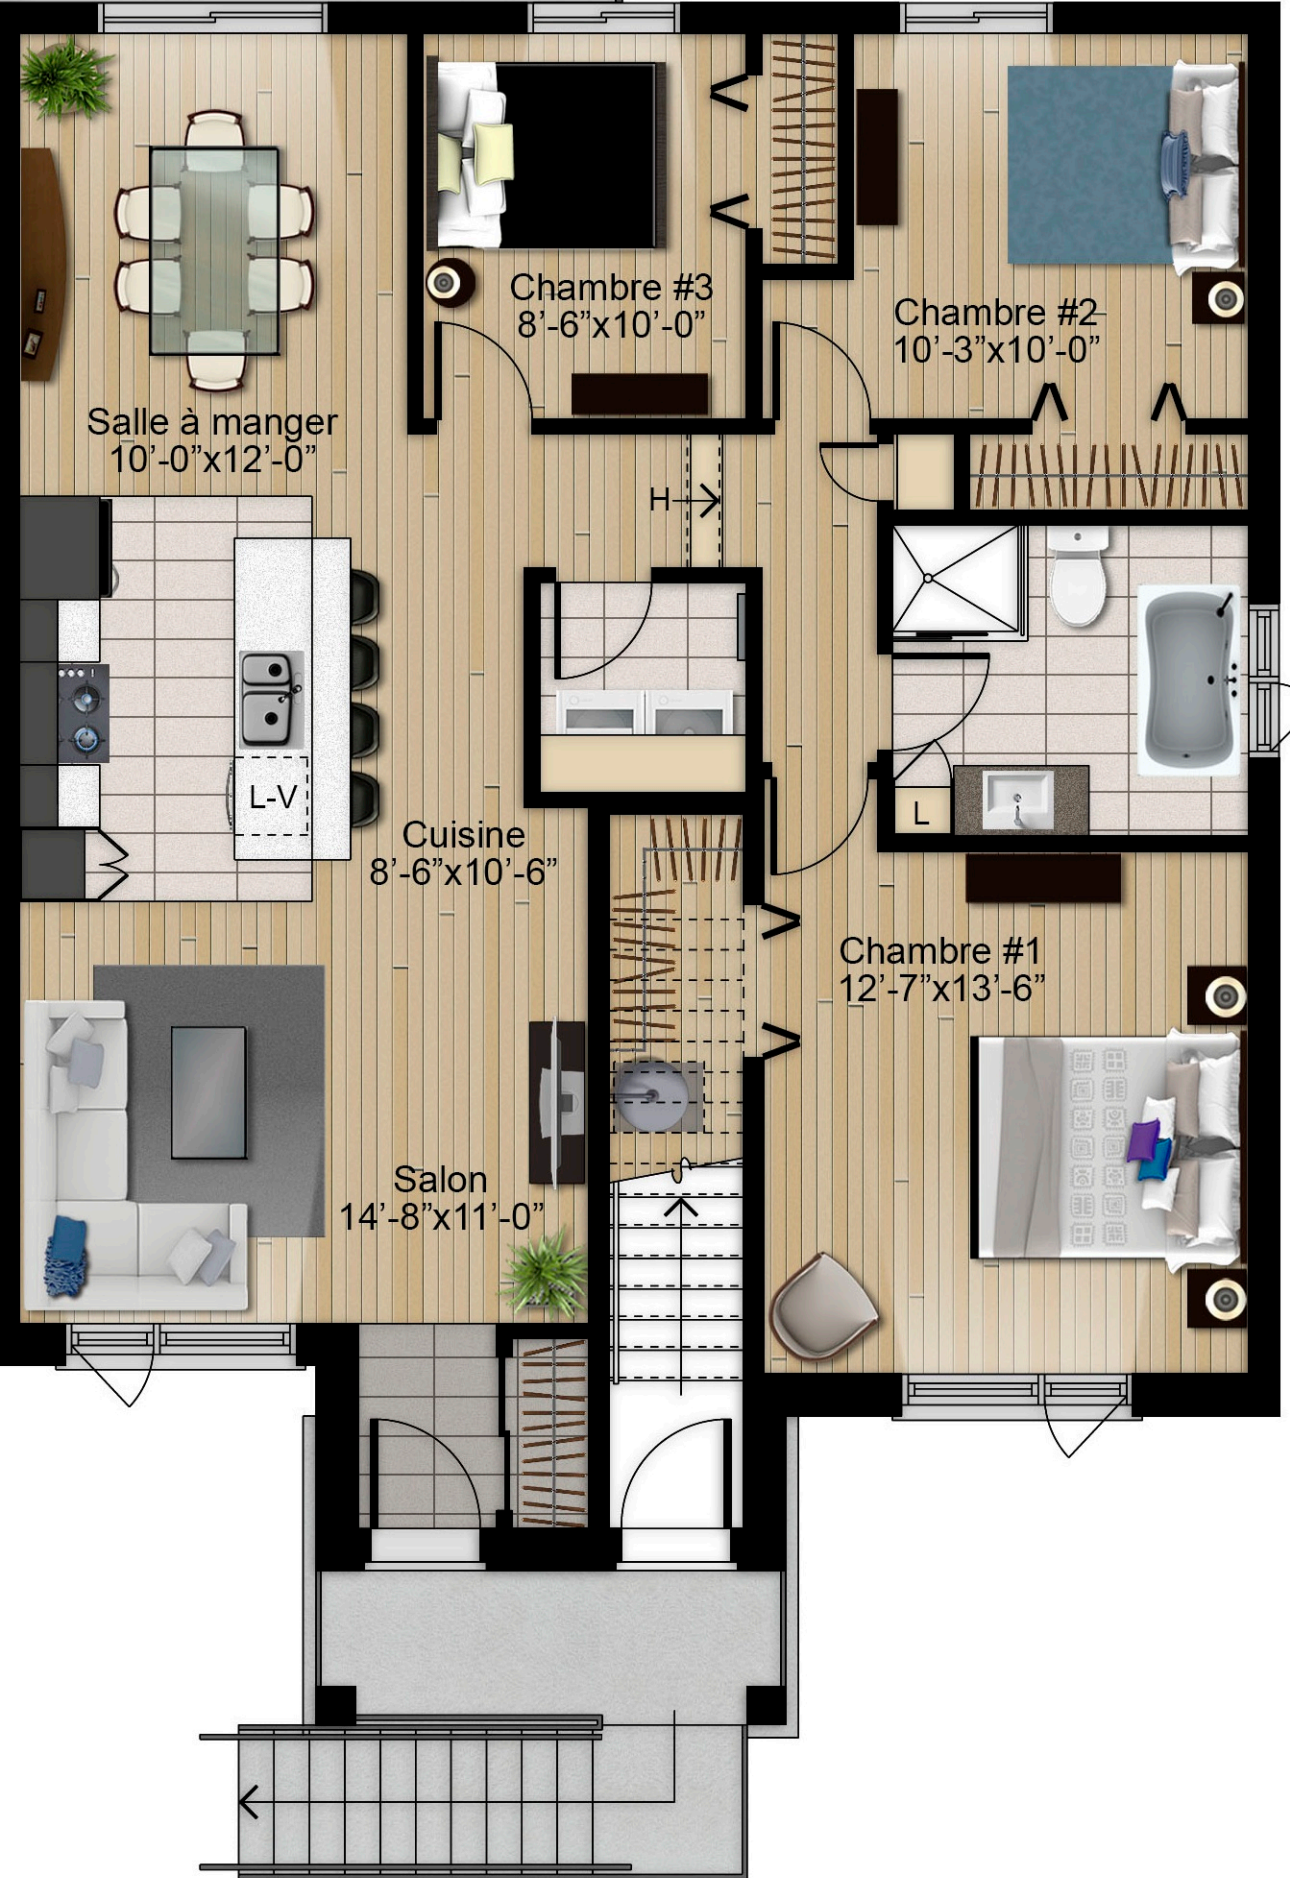 Chambre #3
8'-6”x10'-0”
Chambre #2
10'-3”x10'-0”
Salle à manger
10'-0”x12'-0”
H
L-V
L
Cuisine
8'-6”x10'-6”
Chambre #1
12'-7”x13'-6”
Salon
14'-8”x11'-0”